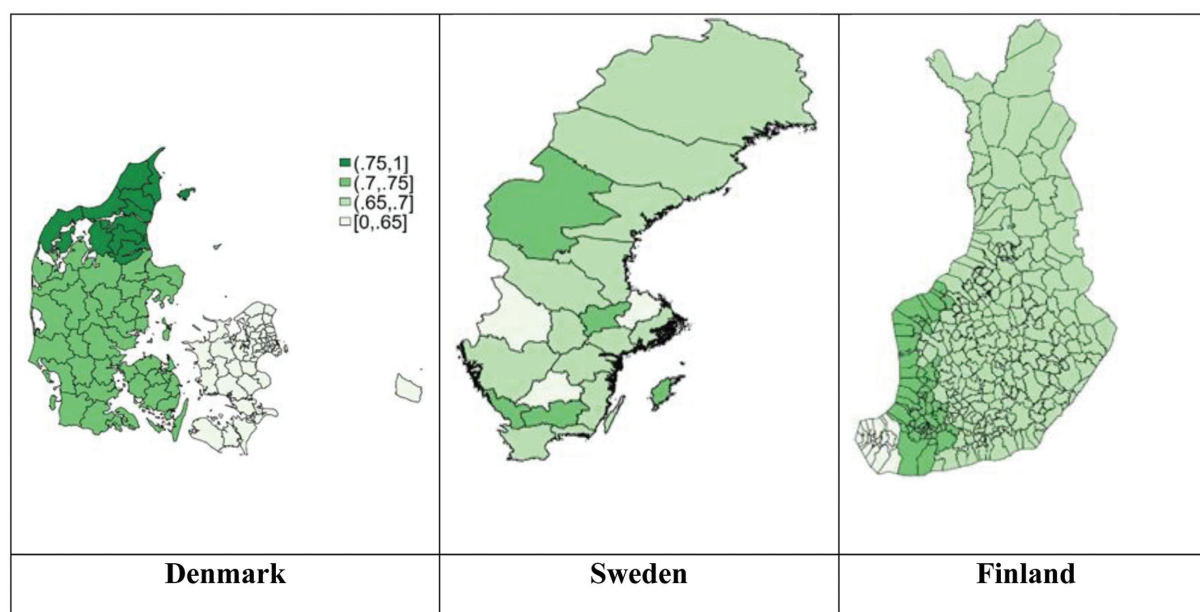 (.75,1]
(.7,.75]
(.65,.7]
[0,.65]
Denmark
Sweden
Finland